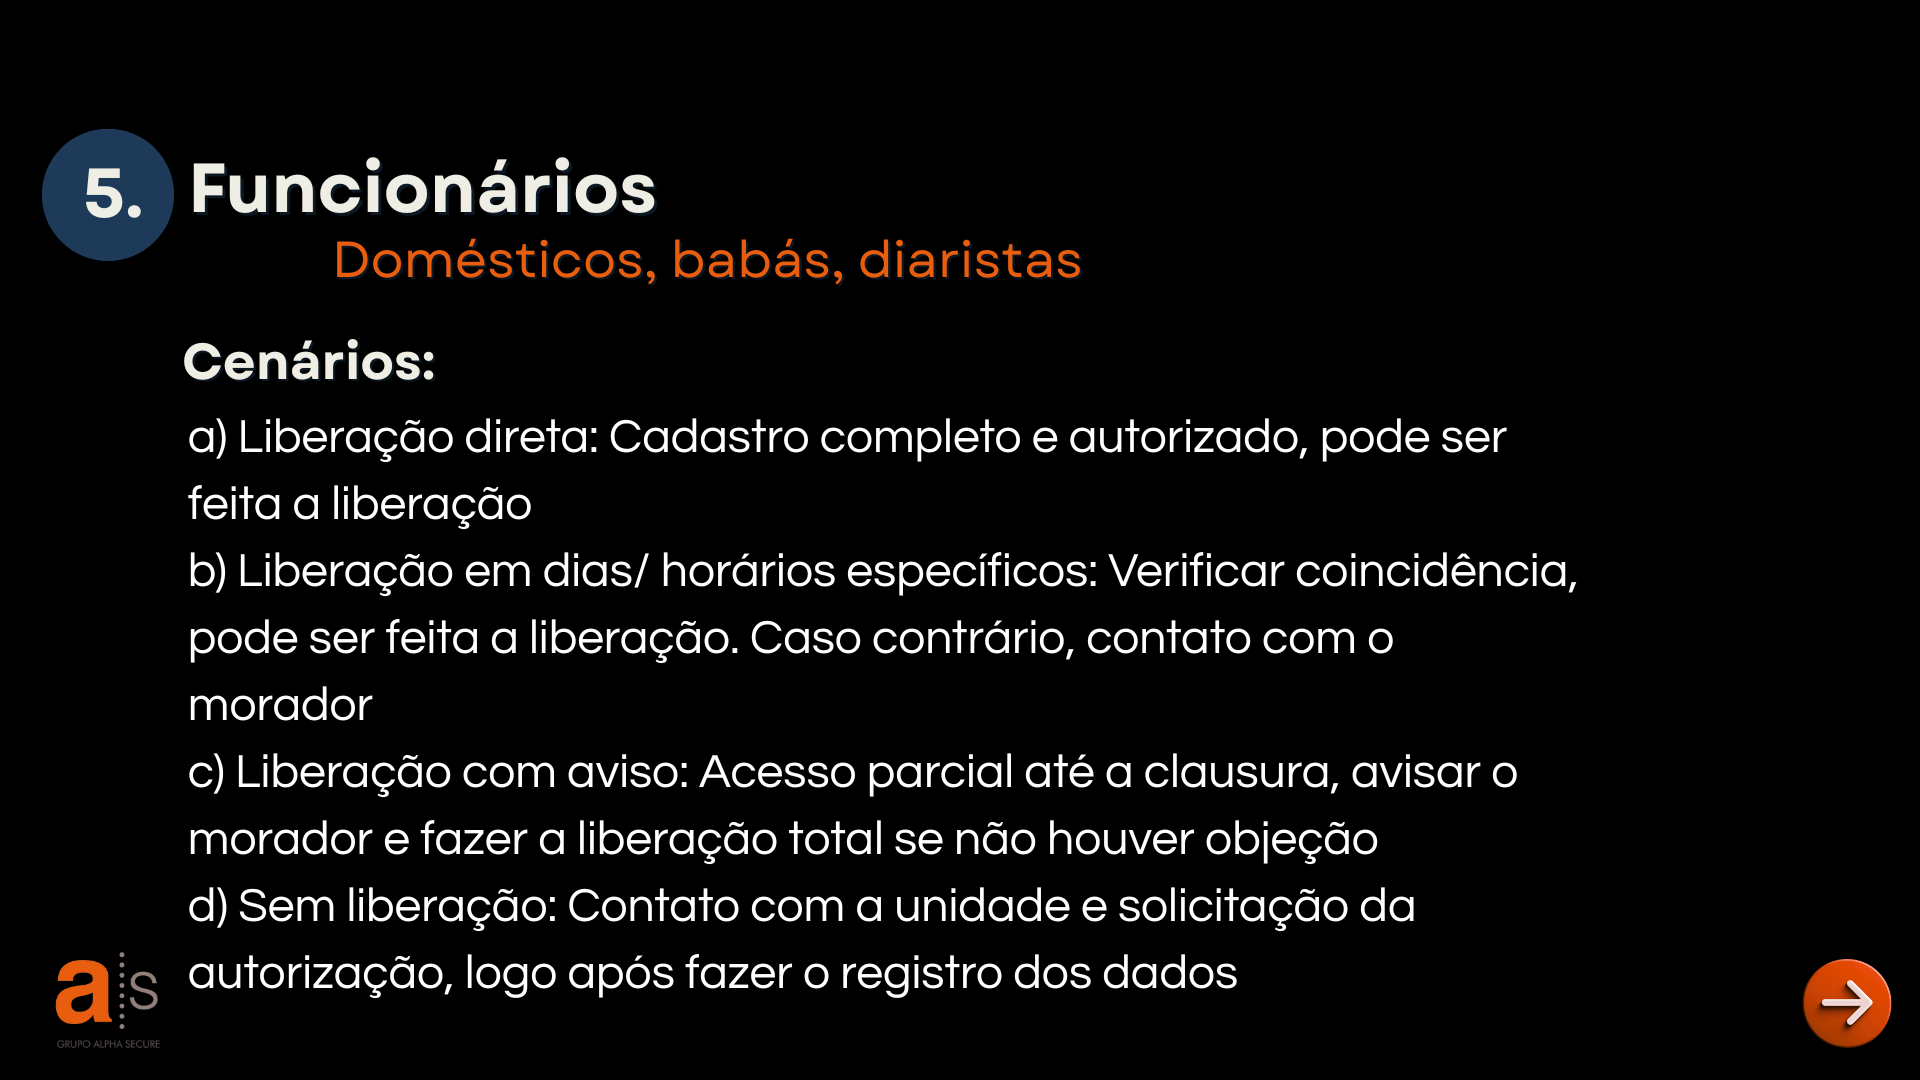 5. Funcionários
Domésticos, babás, diaristas
Cenários:
a) Liberação direta: Cadastro completo e autorizado, pode ser
feita a liberação
b) Liberação em dias/ horários específicos: Verificar coincidência,
pode ser feita a liberação. Caso contrário, contato com o
morador
c) Liberação com aviso: Acesso parcial até a clausura, avisar o
morador e fazer a liberação total se não houver objeção
d) Sem liberação: Contato com a unidade e solicitação da
autorização, logo após fazer o registro dos dados
a s
GRUPO ALPHA SECURE